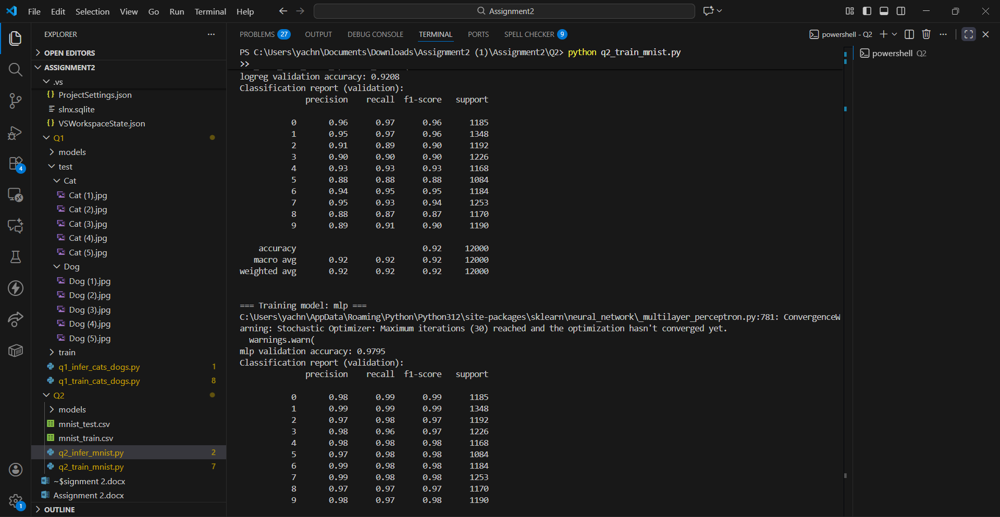 File Edit Selection View Go Run Terminal Help
Assignment2
EXPLORER
OPEN EDITORS
ASSIGNMENT2
.vs
ProjectSettings.json
slnx.sqlite
VSWorkspaceState.json
Q1
models
test
Cat
Cat (1).jpg
Cat (2).jpg
Cat (3).jpg
Cat (4).jpg
Cat (5).jpg
Dog
Dog (1).jpg
Dog (2).jpg
Dog (3).jpg
Dog (4).jpg
Dog (5).jpg
train
q1_infer_cats_dogs.py 1
q1_train_cats_dogs.py 8
Q2
models
mnist_test.csv
mnist_train.csv
q2_infer_mnist.py 2
q2_train_mnist.py 7
~$signment 2.docx
Assignment 2.docx
OUTLINE
4
1
PROBLEMS 27 OUTPUT DEBUG CONSOLE TERMINAL PORTS SPELL CHECKER 9
powershell - Q2
PS C:\Users\yachn\Documents\Downloads\Assignment2 (1)\Assignment2\Q2> python q2_train_mnist.py
>>
logreg validation accuracy: 0.9208
Classification report (validation):
precision recall f1-score support
0 0.96 0.97 0.96 1185
1 0.95 0.97 0.96 1348
2 0.91 0.89 0.90 1192
3 0.90 0.90 0.90 1226
4 0.93 0.93 0.93 1168
5 0.88 0.88 0.88 1084
6 0.94 0.95 0.95 1184
7 0.95 0.93 0.94 1253
8 0.88 0.87 0.87 1170
9 0.89 0.91 0.90 1190
accuracy 0.92 12000
macro avg 0.92 0.92 0.92 12000
weighted avg 0.92 0.92 0.92 12000
=== Training model: mlp ===
C:\Users\yachn\AppData\Roaming\Python\Python312\site-packages\sklearn\neural_network\_multilayer_perceptron.py:781: ConvergenceW
arning: Stochastic Optimizer: Maximum iterations (30) reached and the optimization hasn't converged yet.
warnings.warn(
mlp validation accuracy: 0.9795
Classification report (validation):
precision recall f1-score support
0 0.98 0.99 0.99 1185
1 0.99 0.99 0.99 1348
2 0.97 0.98 0.97 1192
3 0.98 0.96 0.97 1226
4 0.98 0.98 0.98 1168
5 0.97 0.98 0.98 1084
6 0.99 0.98 0.98 1184
7 0.99 0.98 0.98 1253
8 0.97 0.97 0.97 1170
9 0.98 0.97 0.98 1190
powershell Q2